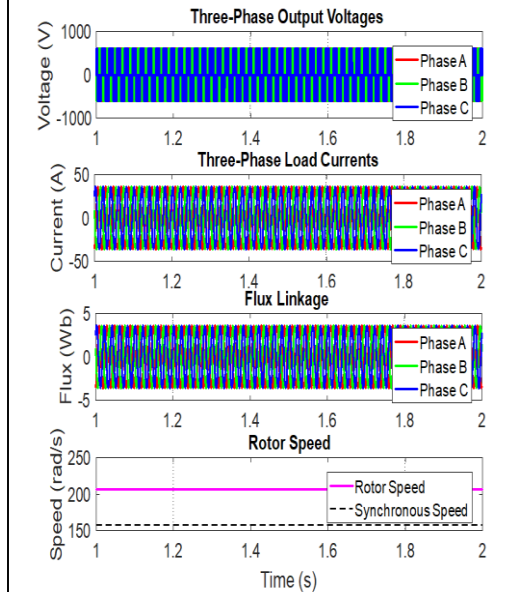 Three-Phase Output Voltages
Voltage (V)
1000
0
-1000
Phase A
Phase B
Phase C
1 1.2 1.4 1.6 1.8 2
Three-Phase Load Currents
Current (A)
50
0
-50
Phase A
Phase B
Phase C
1 1.2 1.4 1.6 1.8 2
Flux Linkage
Flux (Wb)
5
0
-5
Phase A
Phase B
Phase C
1 1.2 1.4 1.6 1.8 2
Rotor Speed
Speed (rad/s)
250
200
150
Rotor Speed
Synchronous Speed
1 1.2 1.4 1.6 1.8 2
Time (s)